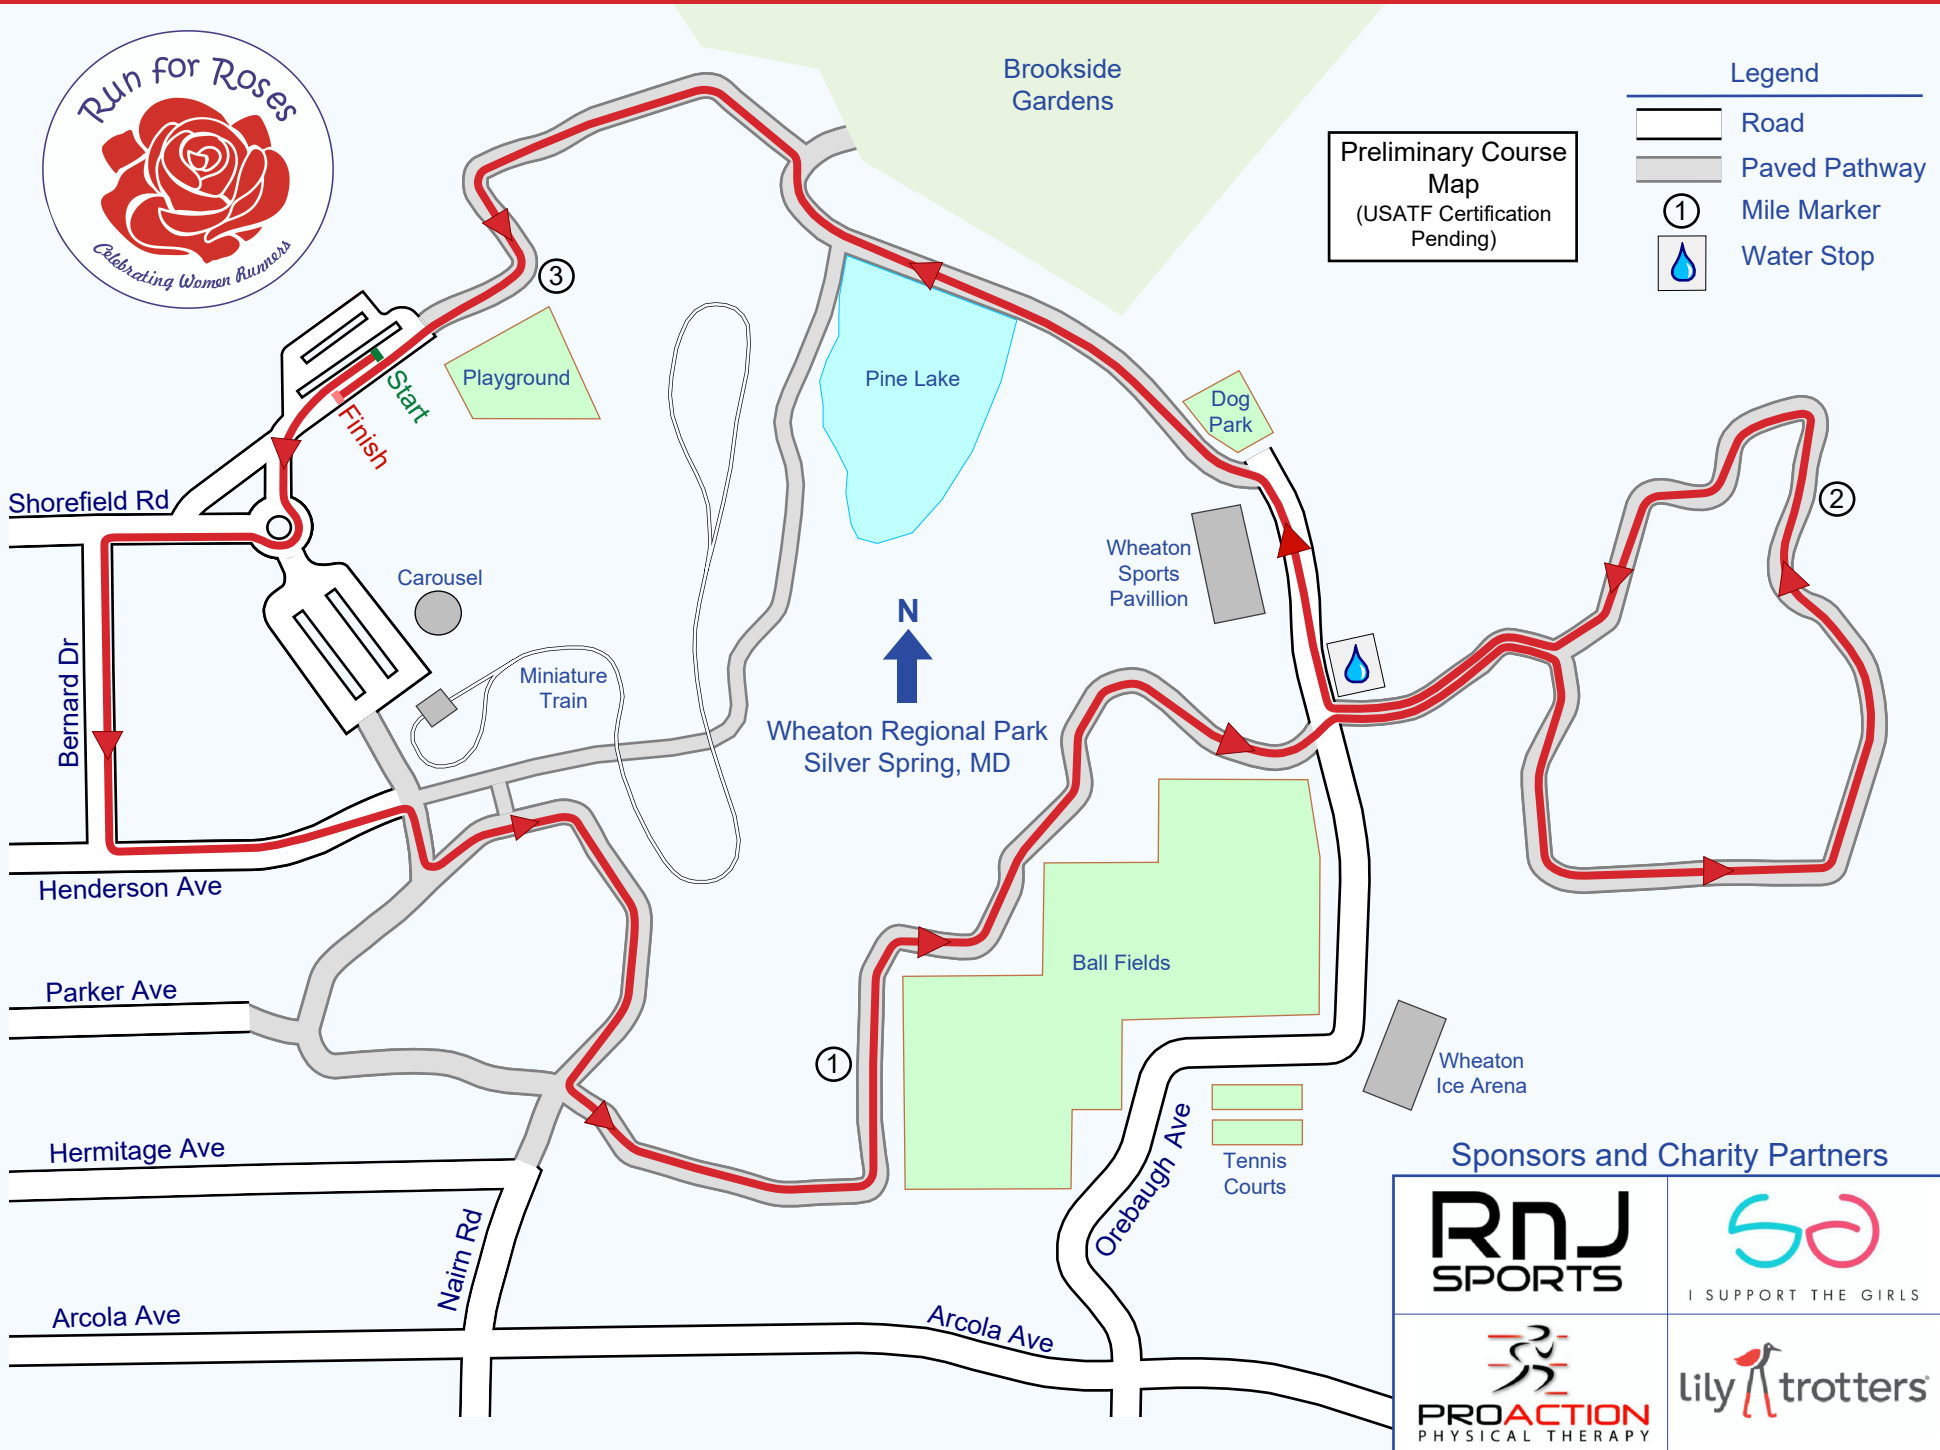 Run for Roses
Celebrating Women Runners
Brookside
Gardens
Preliminary Course
Map
(USATF Certification
Pending)
Legend
Road
Paved Pathway
1
Mile Marker
Water Stop
3
Playground
Start
Finish
Pine Lake
Dog
Park
2
Shorefield Rd
Carousel
Wheaton
Sports
Pavillion
N
Bernard Dr
Miniature
Train
Wheaton Regional Park
Silver Spring, MD
Henderson Ave
Ball Fields
Parker Ave
1
Wheaton
Ice Arena
Hermitage Ave
Orebaugh Ave
Tennis
Courts
Nairn Rd
Arcola Ave
Arcola Ave
Sponsors and Charity Partners
RnJ
SPORTS
I SUPPORT THE GIRLS
PROACTION
PHYSICAL THERAPY
lily trotters